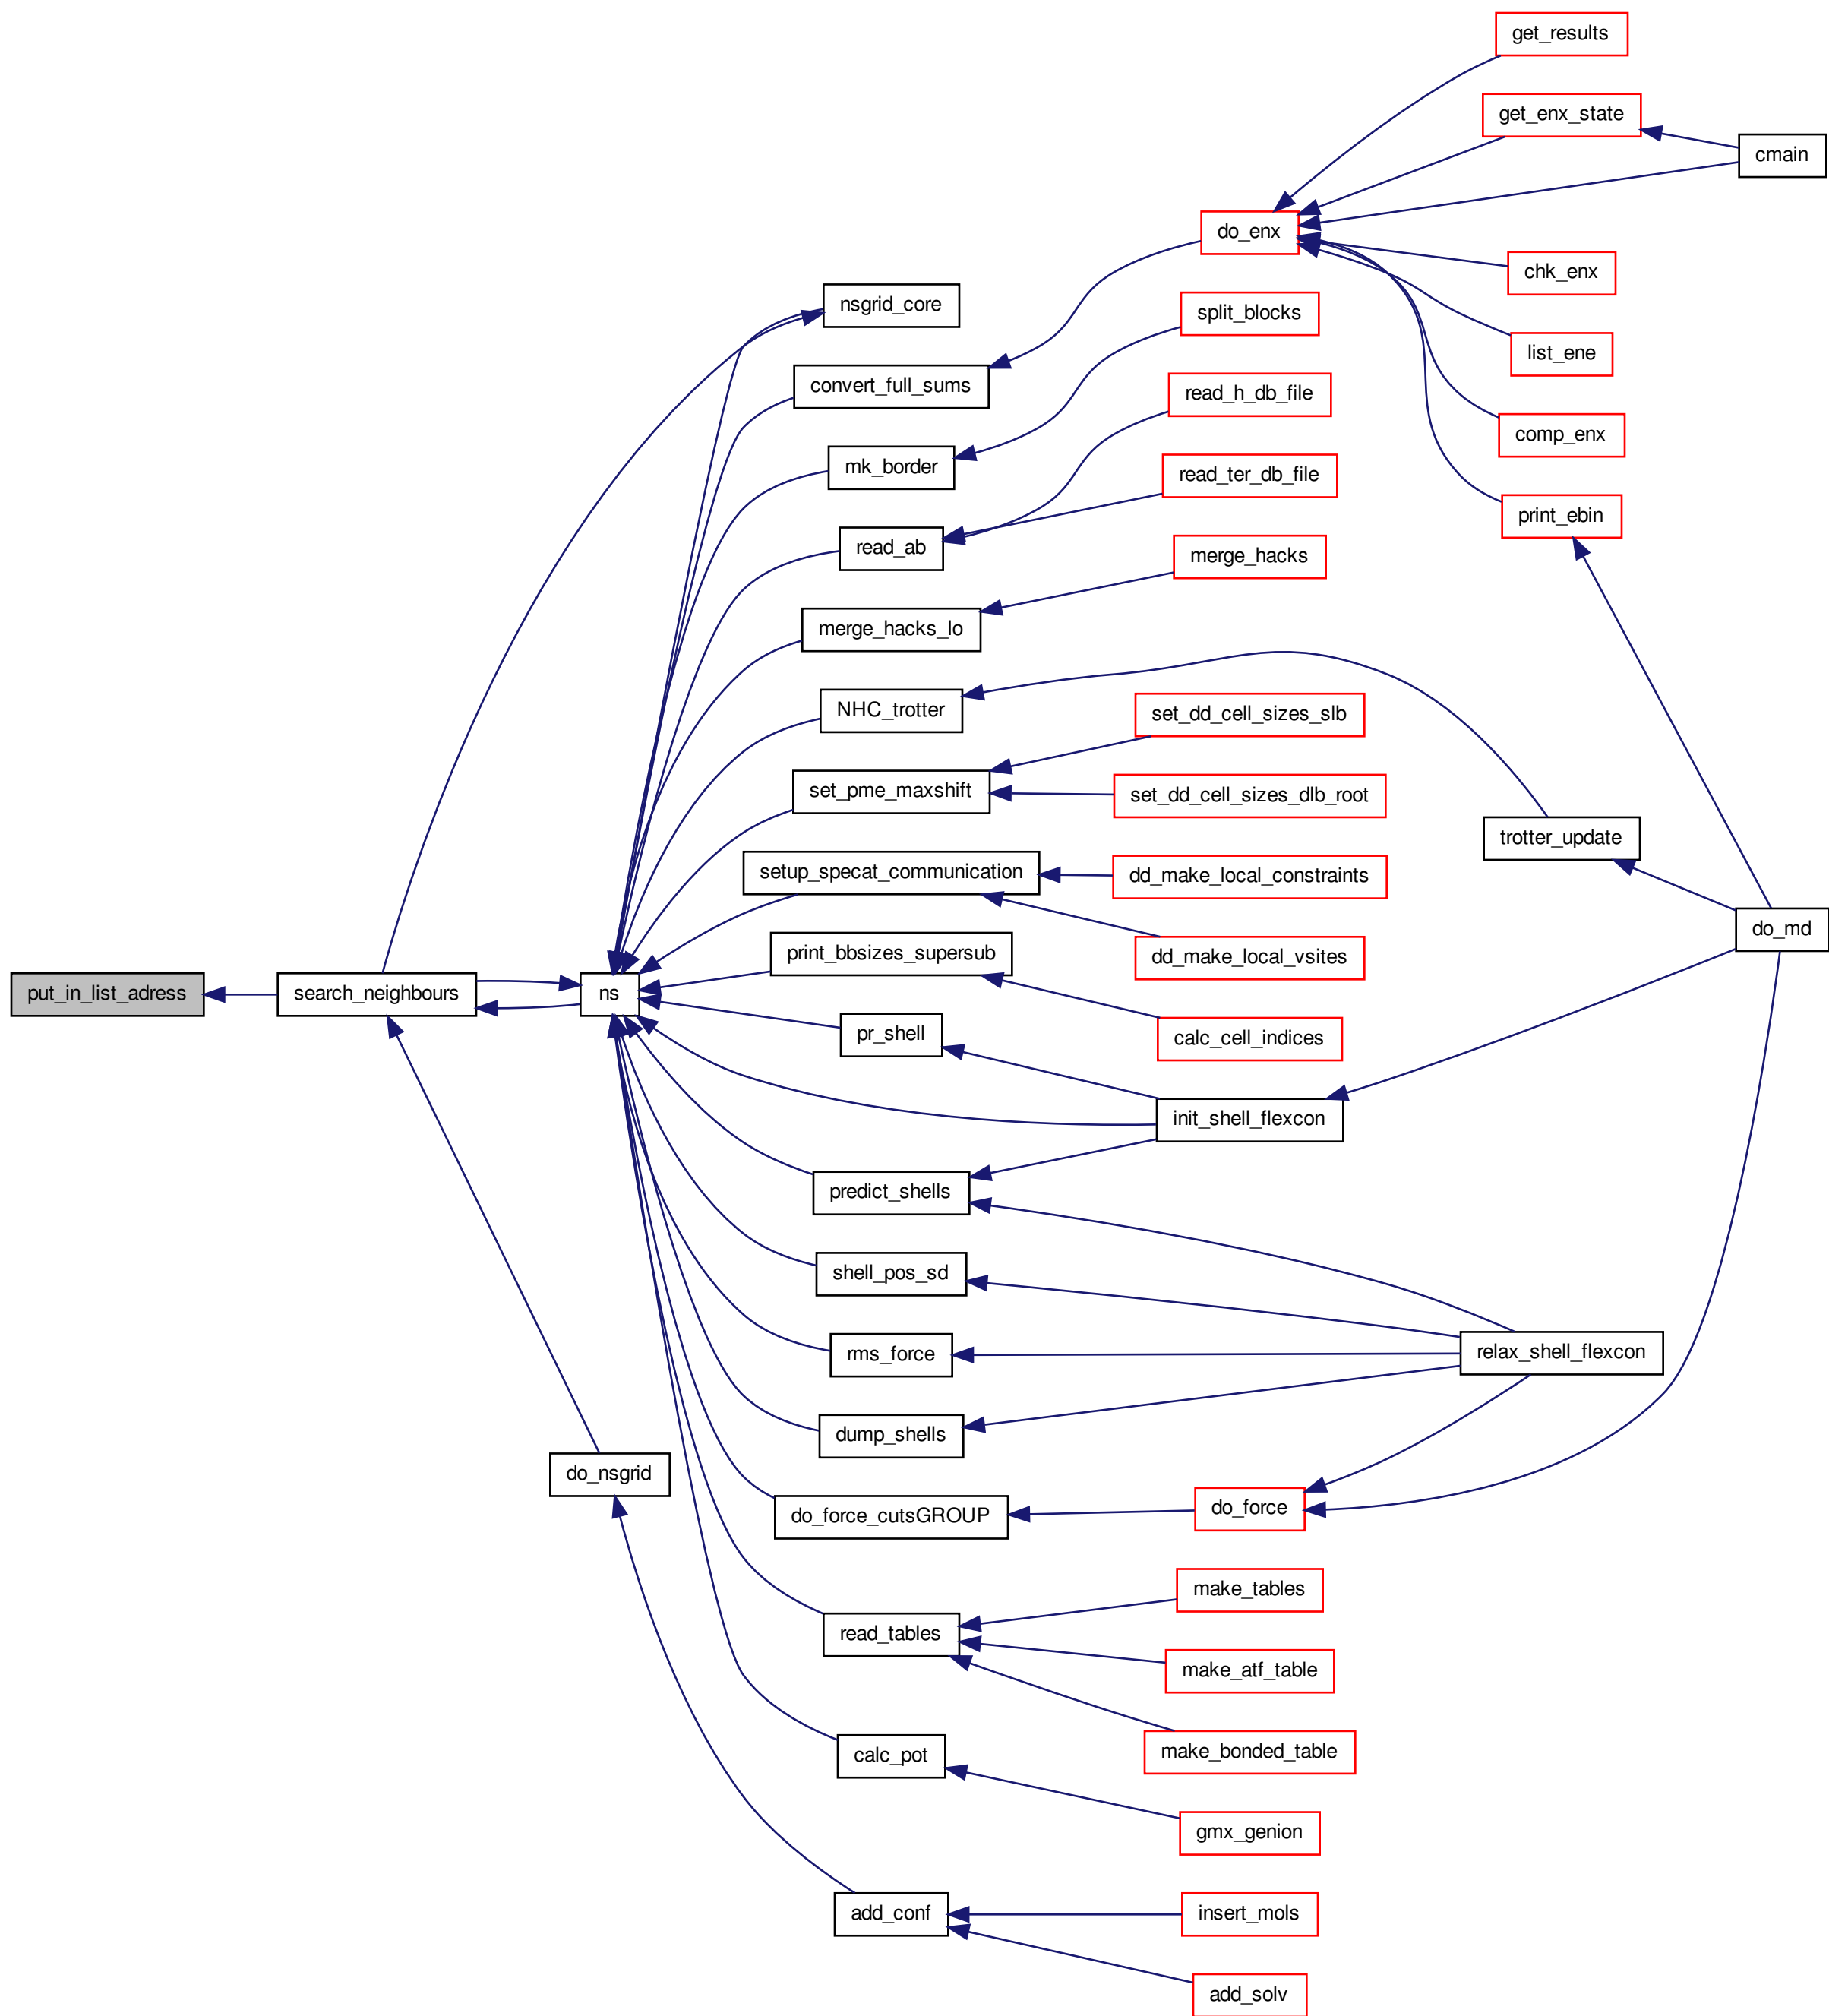 get_results
get_enx_state
cmain
do_enx
chk_enx
nsgrid_core
split_blocks
list_ene
convert_full_sums
read_h_db_file
comp_enx
mk_border
read_ter_db_file
print_ebin
read_ab
merge_hacks
merge_hacks_lo
NHC_trotter
set_dd_cell_sizes_slb
set_pme_maxshift
set_dd_cell_sizes_dlb_root
trotter_update
setup_specat_communication
dd_make_local_constraints
do_md
print_bbsizes_supersub
dd_make_local_vsites
put_in_list_adress
search_neighbours
ns
pr_shell
calc_cell_indices
init_shell_flexcon
predict_shells
shell_pos_sd
rms_force
relax_shell_flexcon
dump_shells
do_nsgrid
do_force_cutsGROUP
do_force
make_tables
read_tables
make_atf_table
calc_pot
make_bonded_table
gmx_genion
add_conf
insert_mols
add_solv